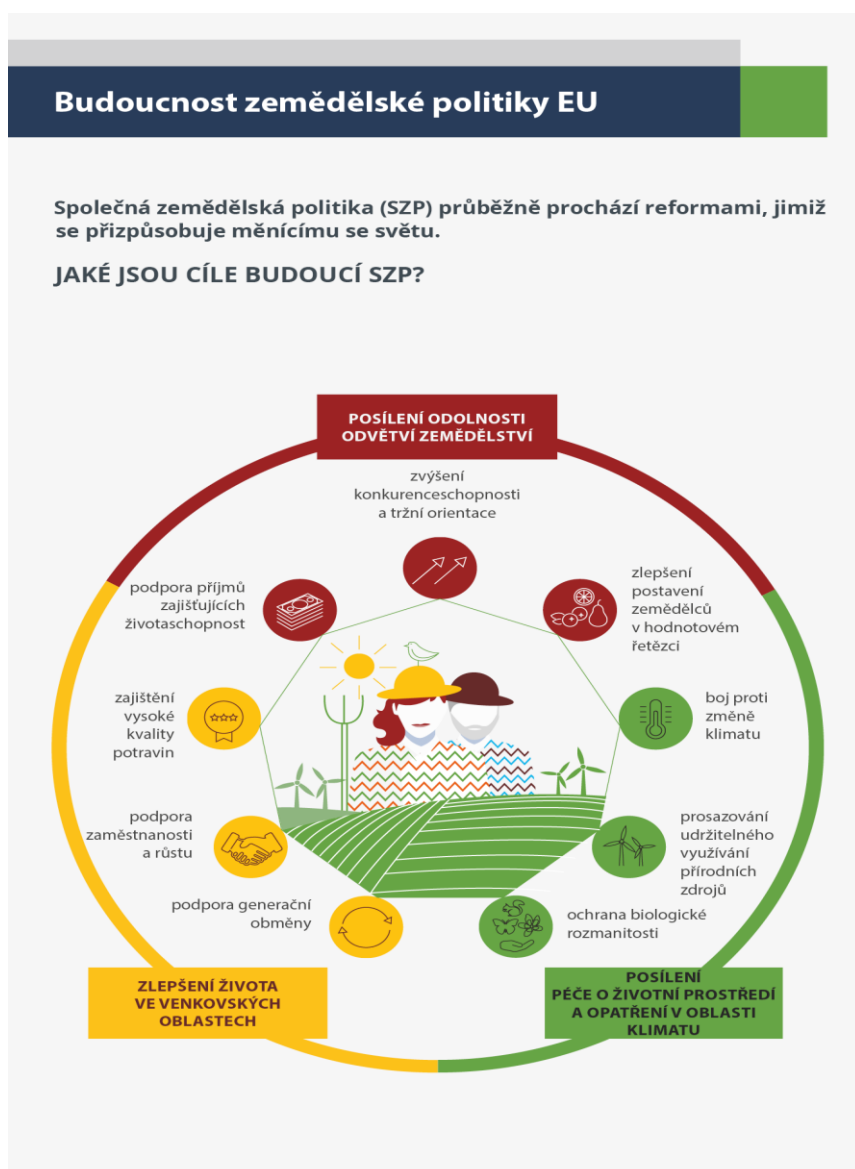 Budoucnost zemědělské politiky EU
Společná zemědělská politika (SZP) průběžně prochází reformami, jimiž
se přizpůsobuje měnícímu se světu.
JAKÉ JSOU CÍLE BUDOUCÍ SZP?
POSÍLENÍ ODOLNOSTI
ODVĚTVÍ ZEMĚDĚLSTVÍ
zvýšení
konkurenceschopnosti
a tržní orientace
podpora příjmů
zajišťujících
životaschopnost
zlepšení
postavení
zemědělců
v hodnotovém
řetězci
zajištění
vysoké
kvality
potravin
boj proti
změně
klimatu
podpora
zaměstnanosti
a růstu
prosazování
udržitelného
využívání
přírodních
zdrojů
podpora generační
obměny
ochrana biologické
rozmanitosti
ZLEPŠENÍ ŽIVOTA
VE VENKOVSKÝCH
OBLASTECH
POSÍLENÍ
PÉČE O ŽIVOTNÍ PROSTŘEDÍ
A OPATŘENÍ V OBLASTI
KLIMATU